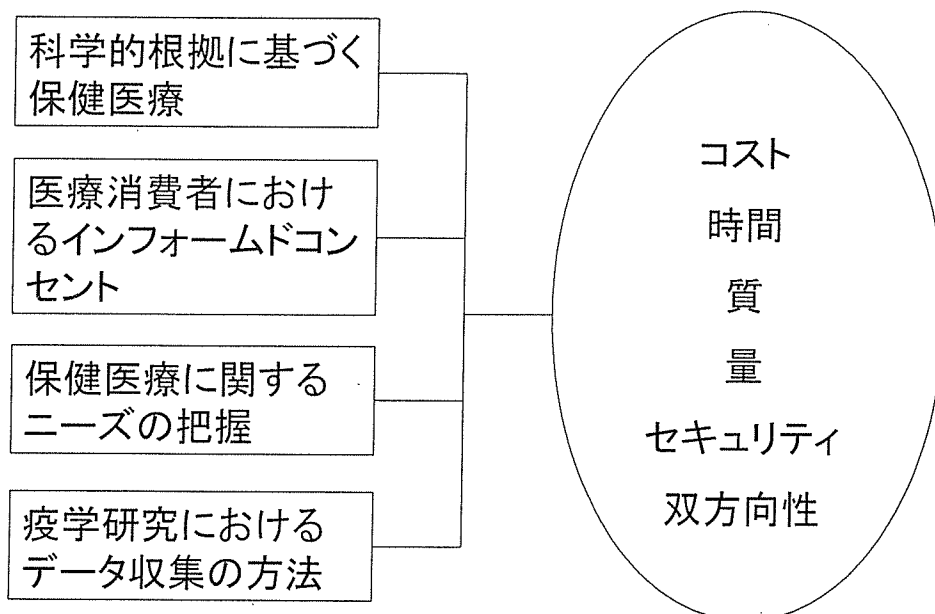 科学的根拠に基づく
保健医療
医療消費者におけ
るインフォームドコン
セント
保健医療に関する
ニーズの把握
疫学研究における
データ収集の方法
コスト
時間
質
量
セキュリティ
双方向性